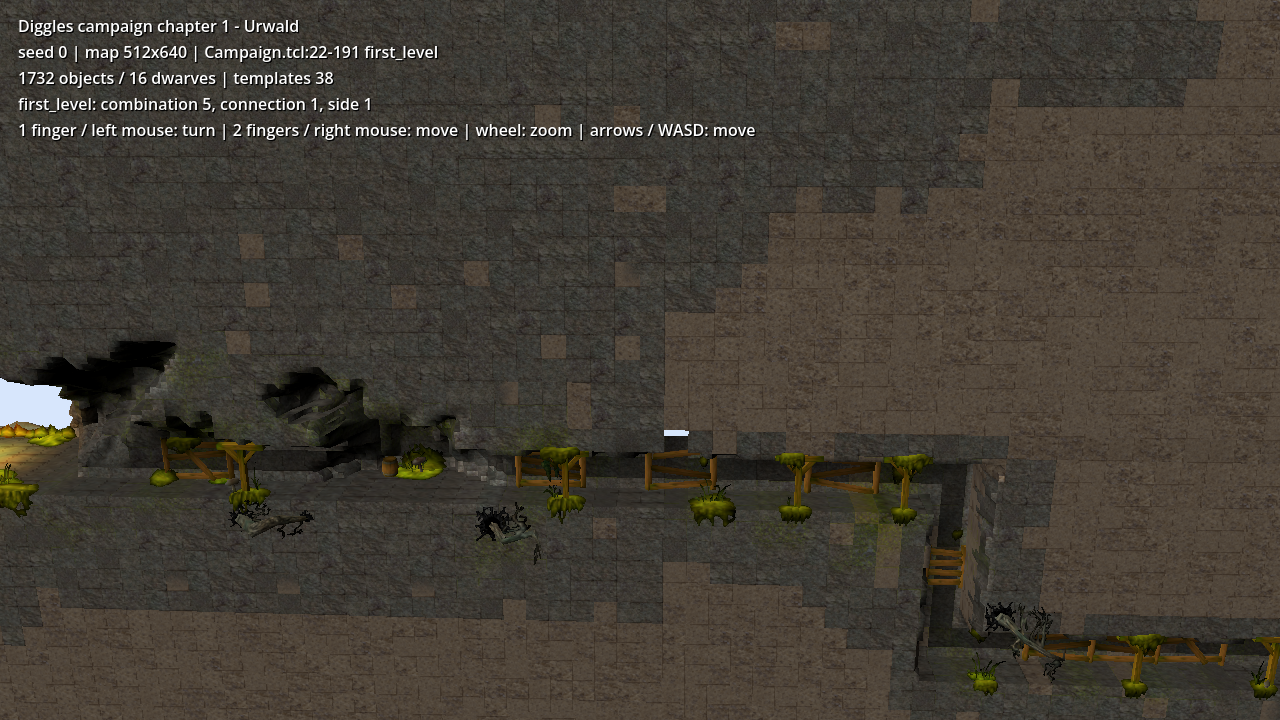 Diggles campaign chapter 1 - Urwald
seed 0 | map 512x640 | Campaign.tcl:22-191 first_level
1732 objects / 16 dwarves | templates 38
first_level: combination 5, connection 1, side 1
1 finger / left mouse: turn | 2 fingers / right mouse: move | wheel: zoom | arrows / WASD: move